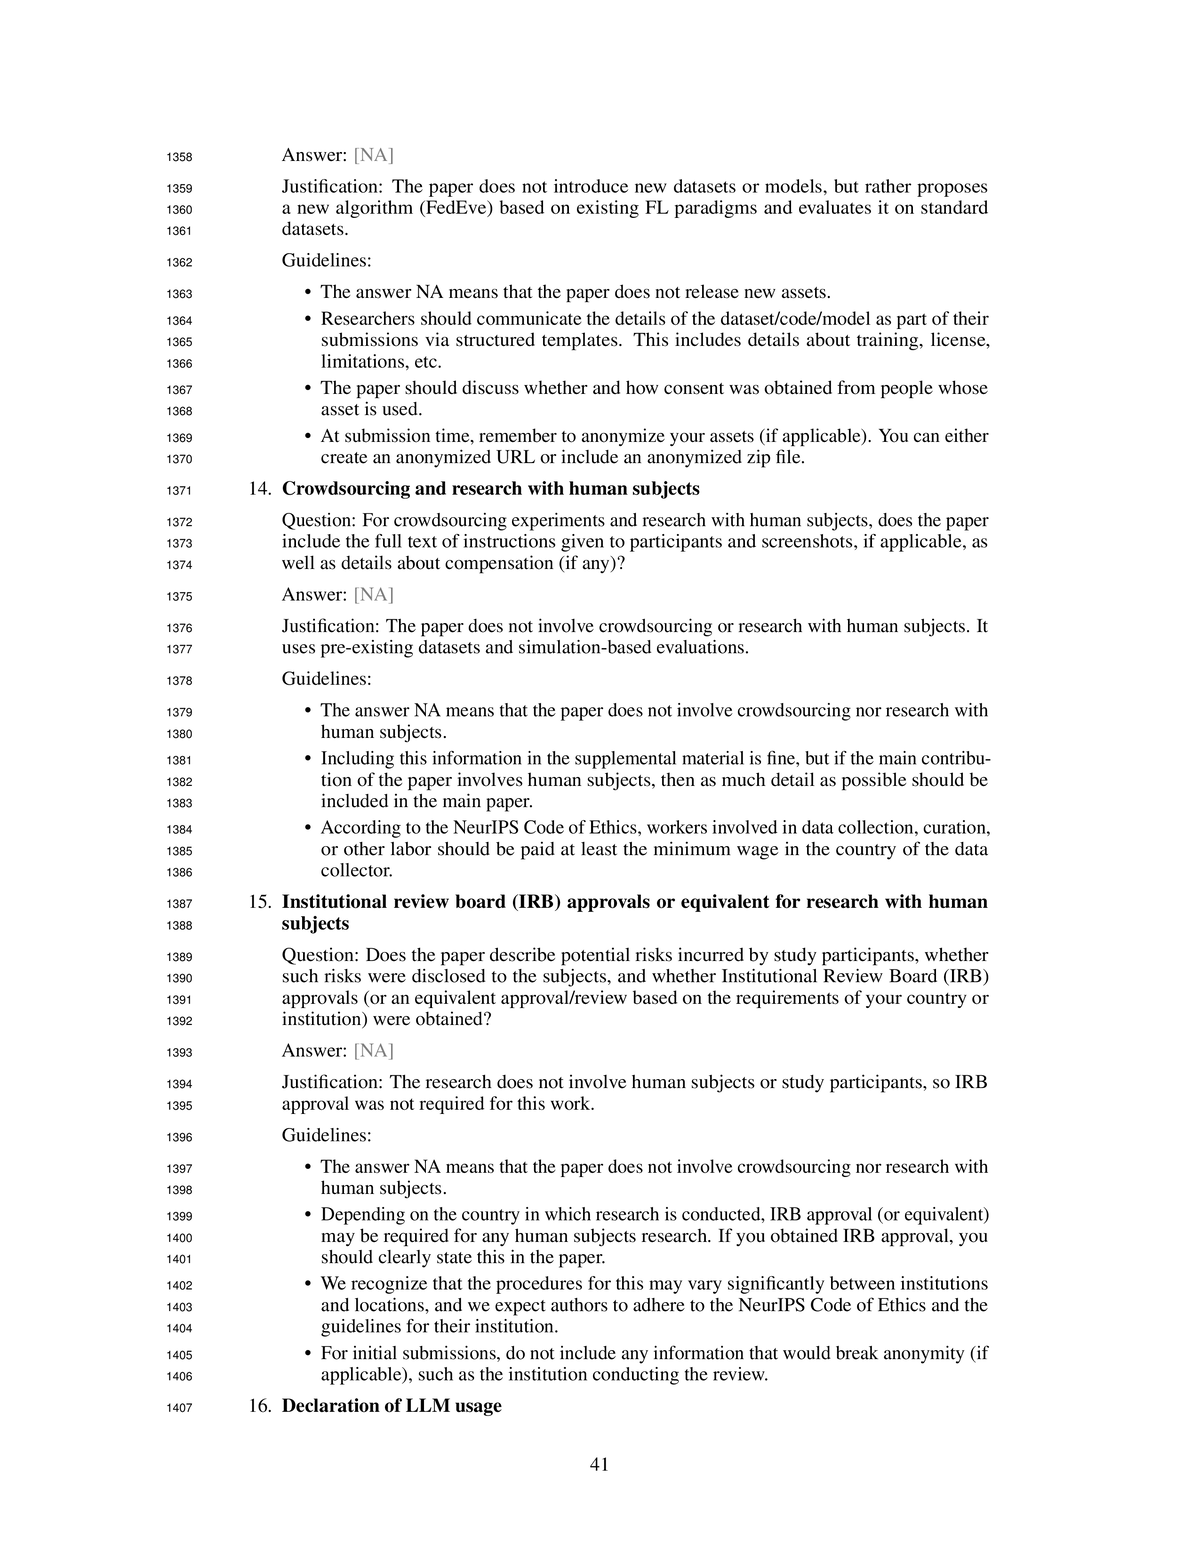 1358 Answer: [NA]
1359 Justification: The paper does not introduce new datasets or models, but rather proposes
1360 a new algorithm (FedEve) based on existing FL paradigms and evaluates it on standard
1361 datasets.
1362 Guidelines:
1363 • The answer NA means that the paper does not release new assets.
1364 • Researchers should communicate the details of the dataset/code/model as part of their
1365 submissions via structured templates. This includes details about training, license,
1366 limitations, etc.
1367 • The paper should discuss whether and how consent was obtained from people whose
1368 asset is used.
1369 • At submission time, remember to anonymize your assets (if applicable). You can either
1370 create an anonymized URL or include an anonymized zip file.
1371 14. Crowdsourcing and research with human subjects
1372 Question: For crowdsourcing experiments and research with human subjects, does the paper
1373 include the full text of instructions given to participants and screenshots, if applicable, as
1374 well as details about compensation (if any)?
1375 Answer: [NA]
1376 Justification: The paper does not involve crowdsourcing or research with human subjects. It
1377 uses pre-existing datasets and simulation-based evaluations.
1378 Guidelines:
1379 • The answer NA means that the paper does not involve crowdsourcing nor research with
1380 human subjects.
1381 • Including this information in the supplemental material is fine, but if the main contribu-
1382 tion of the paper involves human subjects, then as much detail as possible should be
1383 included in the main paper.
1384 • According to the NeurIPS Code of Ethics, workers involved in data collection, curation,
1385 or other labor should be paid at least the minimum wage in the country of the data
1386 collector.
1387 15. Institutional review board (IRB) approvals or equivalent for research with human
1388 subjects
1389 Question: Does the paper describe potential risks incurred by study participants, whether
1390 such risks were disclosed to the subjects, and whether Institutional Review Board (IRB)
1391 approvals (or an equivalent approval/review based on the requirements of your country or
1392 institution) were obtained?
1393 Answer: [NA]
1394 Justification: The research does not involve human subjects or study participants, so IRB
1395 approval was not required for this work.
1396 Guidelines:
1397 • The answer NA means that the paper does not involve crowdsourcing nor research with
1398 human subjects.
1399 • Depending on the country in which research is conducted, IRB approval (or equivalent)
1400 may be required for any human subjects research. If you obtained IRB approval, you
1401 should clearly state this in the paper.
1402 • We recognize that the procedures for this may vary significantly between institutions
1403 and locations, and we expect authors to adhere to the NeurIPS Code of Ethics and the
1404 guidelines for their institution.
1405 • For initial submissions, do not include any information that would break anonymity (if
1406 applicable), such as the institution conducting the review.
1407 16. Declaration of LLM usage
41